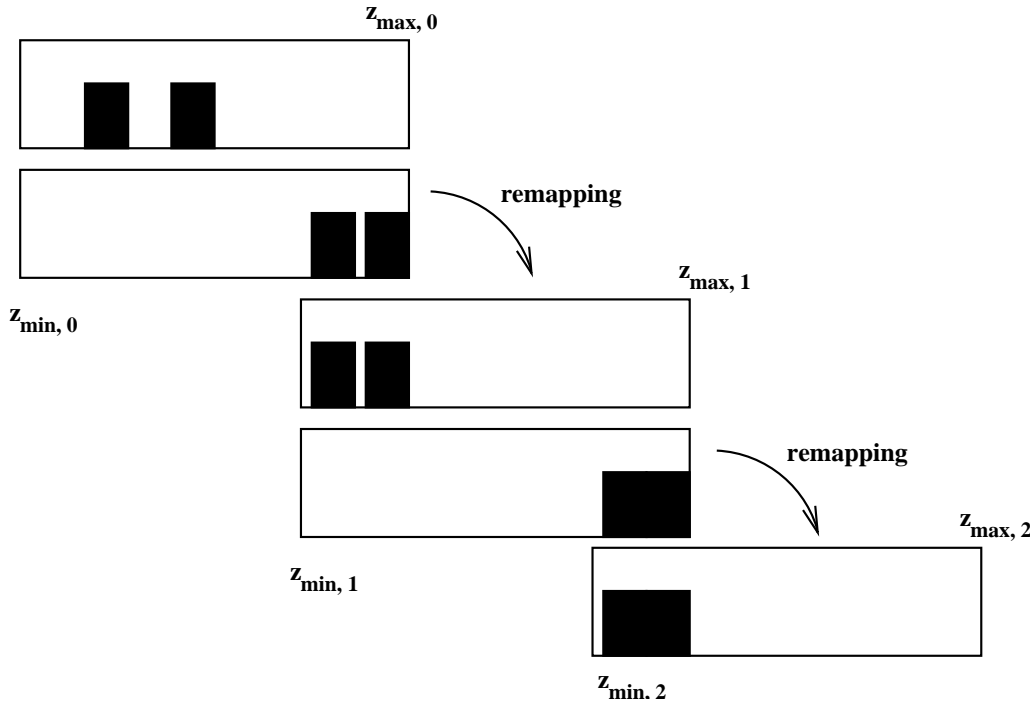 z_max, 0
remapping
z_min, 0
z_max, 1
remapping
z_max, 2
z_min, 1
z_min, 2